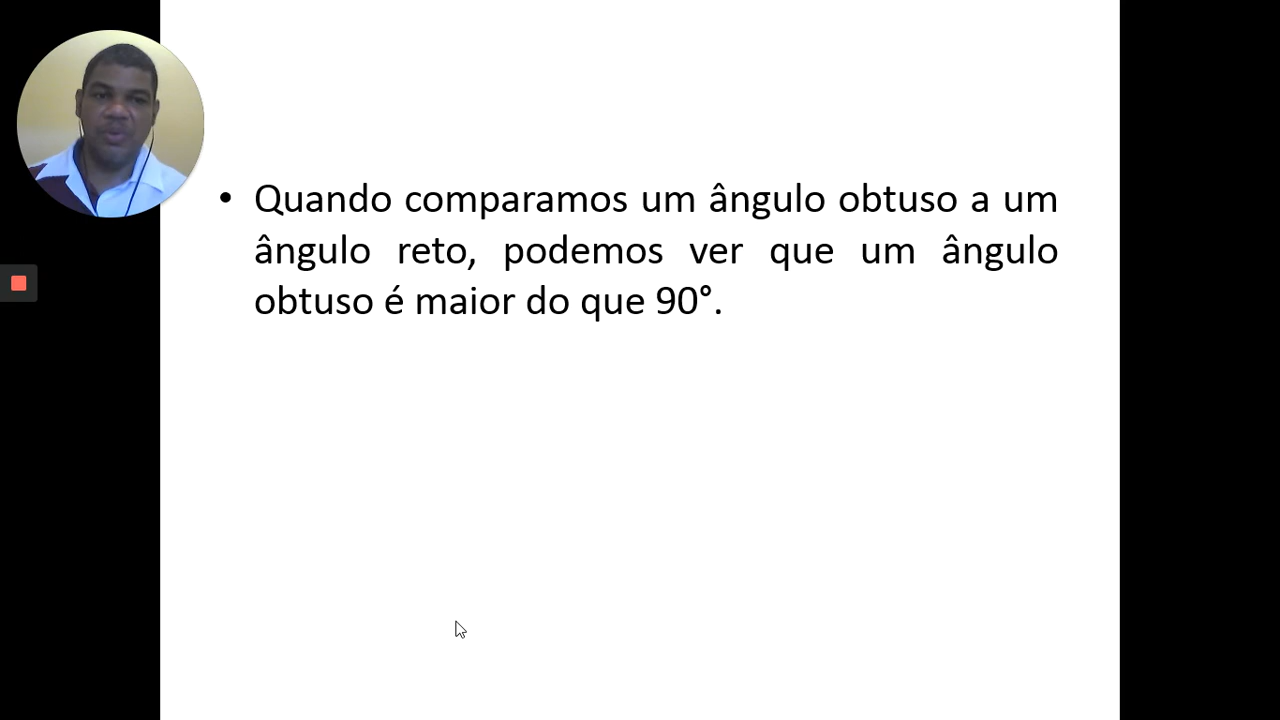 • Quando comparamos um ângulo obtuso a um
ângulo reto, podemos ver que um ângulo
obtuso é maior do que 90°.